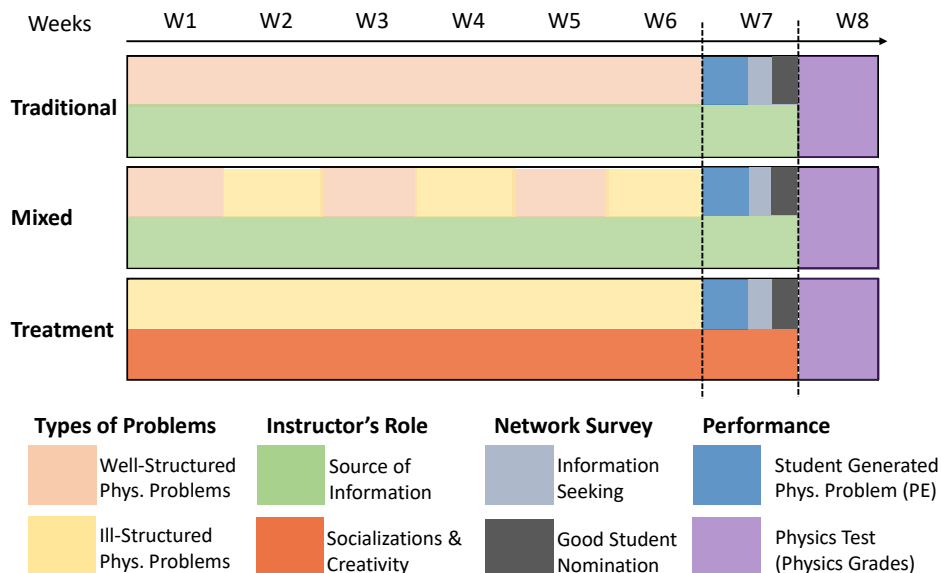 Weeks W1 W2 W3 W4 W5 W6 W7 W8
Traditional
Mixed
Treatment
Types of Problems Instructor's Role Network Survey Performance
Well-Structured
Phys. Problems
Source of
Information
Information
Seeking
Student Generated
Phys. Problem (PE)
Ill-Structured
Phys. Problems
Socializations &
Creativity
Good Student
Nomination
Physics Test
(Physics Grades)